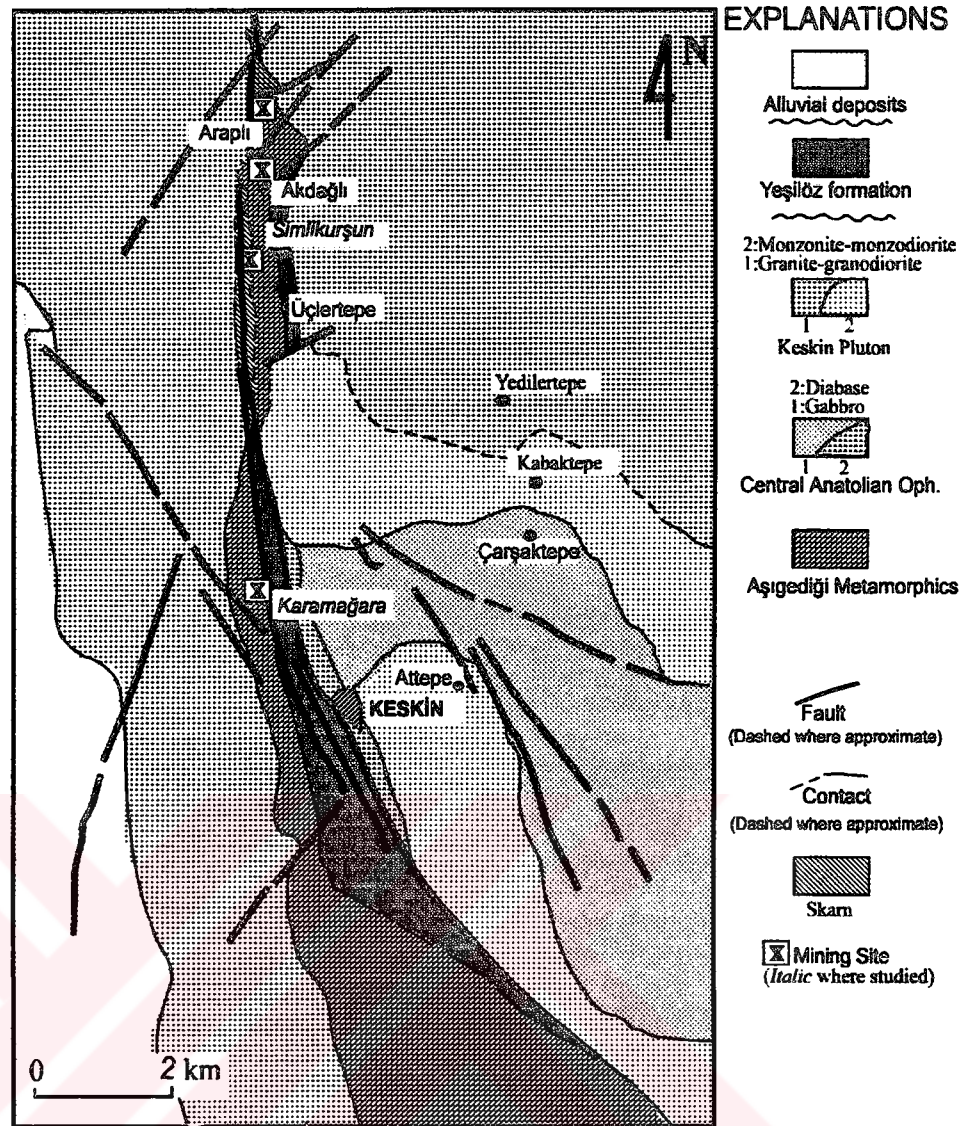 EXPLANATIONS
N
Alluvial deposits
Araplı
Yeşilöz formation
Akdağlı
Simlikurşun
2:Monzonite-monzodiorite
1:Granite-granodiorite
1 2
Keskin Pluton
Üçlertepe
Yedilertepe
2:Diabase
1:Gabbro
1 2
Central Anatolian Oph.
Kabaktepe
Çarşaktepe
Aşıgediği Metamorphics
Karamağara
Attepe
KESKİN
Fault
(Dashed where approximate)
Contact
(Dashed where approximate)
Skarn
Mining Site
(Italic where studied)
0 2 km